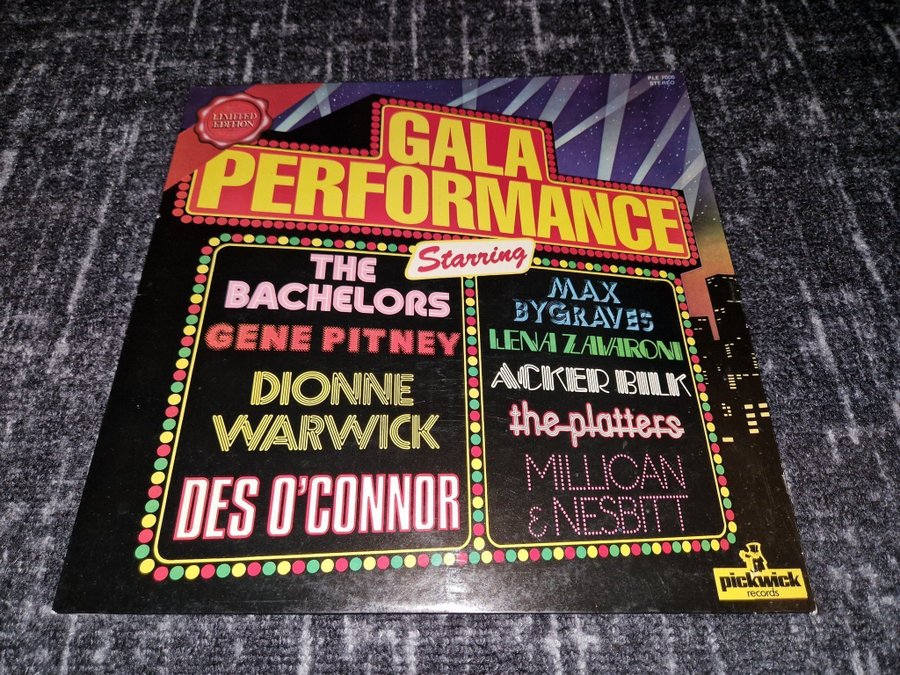 PLE 7005
STEREO
LIMITED
EDITION
GALA
PERFORMANCE
Starring
THE
BACHELORS
GENE PITNEY
DIONNE
WARWICK
DES O'CONNOR
MAX
BYGRAVES
LENA ZAVARONI
ACKER BILK
the platters
MILLICAN
& NESBITT
pickwick
records